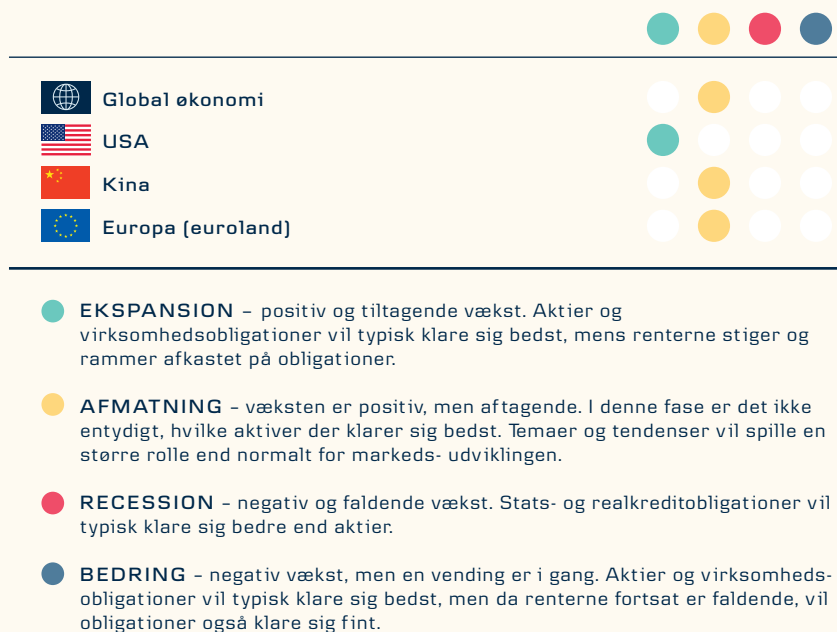 Global økonomi
USA
Kina
Europa (euroland)
EKSPANSION – positiv og tiltagende vækst. Aktier og
virksomhedsobligationer vil typisk klare sig bedst, mens renterne stiger og
rammer afkastet på obligationer.
AFMATNING – væksten er positiv, men aftagende. I denne fase er det ikke
entydigt, hvilke aktiver der klarer sig bedst. Temaer og tendenser vil spille en
større rolle end normalt for markeds- udviklingen.
RECESSION – negativ og faldende vækst. Stats- og realkreditobligationer vil
typisk klare sig bedre end aktier.
BEDRING – negativ vækst, men en vending er i gang. Aktier og virksomheds-
obligationer vil typisk klare sig bedst, men da renterne fortsat er faldende, vil
obligationer også klare sig fint.